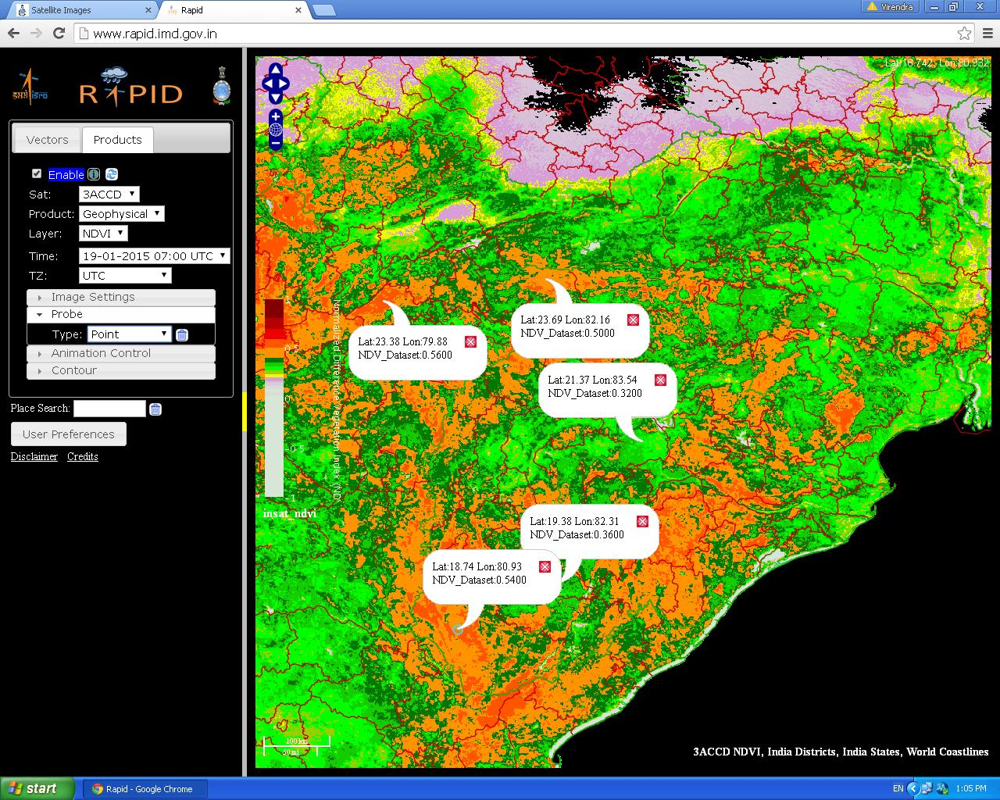 Satellite Images
Rapid
Virendra
www.rapid.imd.gov.in
इसरो isro
RAPID
Vectors
Products
Enable
Sat: 3ACCD
Product: Geophysical
Layer: NDVI
Time: 19-01-2015 07:00 UTC
TZ: UTC
Image Settings
Probe
Type: Point
Animation Control
Contour
Place Search:
User Preferences
Disclaimer Credits
Lat:18.742, Lon:80.932
1
0.5
0
-0.5
-1
Normalized Difference Vegetation Index (ND
insat_ndvi
Lat:23.38 Lon:79.88
NDV_Dataset:0.5600
Lat:23.69 Lon:82.16
NDV_Dataset:0.5000
Lat:21.37 Lon:83.54
NDV_Dataset:0.3200
Lat:19.38 Lon:82.31
NDV_Dataset:0.3600
Lat:18.74 Lon:80.93
NDV_Dataset:0.5400
100 km
50 mi
3ACCD NDVI, India Districts, India States, World Coastlines
start
Rapid - Google Chrome
EN
1:05 PM